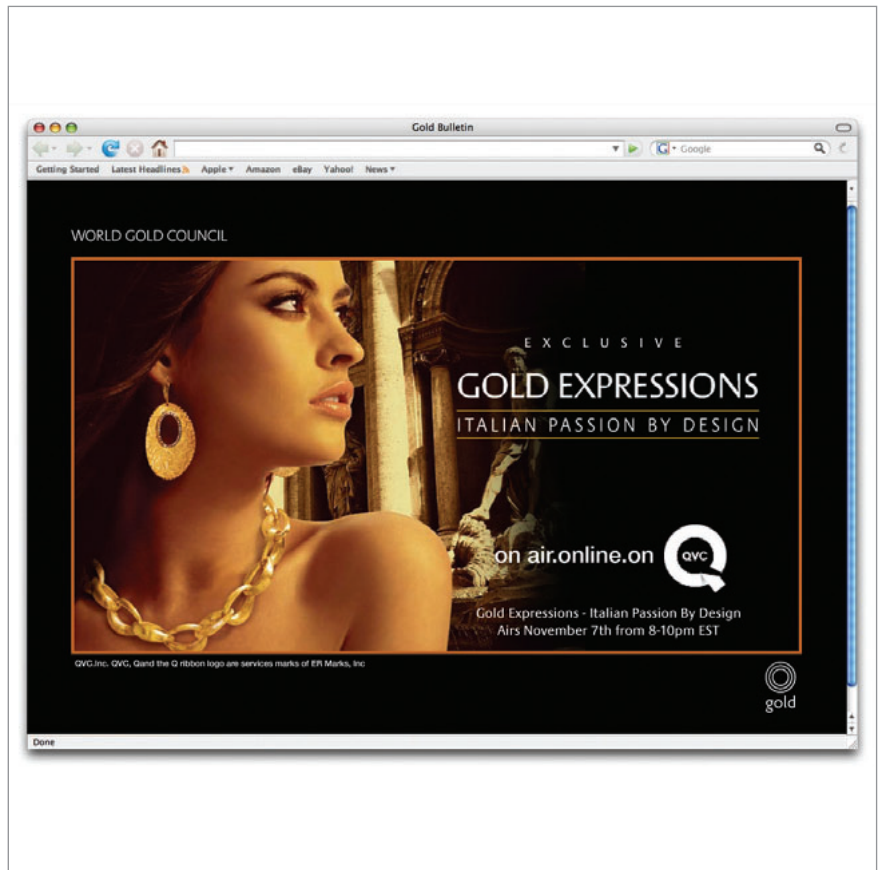 Gold Bulletin
G Google
Getting Started Latest Headlines Apple Amazon eBay Yahoo! News
WORLD GOLD COUNCIL
EXCLUSIVE
GOLD EXPRESSIONS
ITALIAN PASSION BY DESIGN
on air.online.on QVC
Gold Expressions - Italian Passion By Design
Airs November 7th from 8-10pm EST
QVC.Inc. QVC, Qand the Q ribbon logo are services marks of ER Marks, Inc
gold
Done